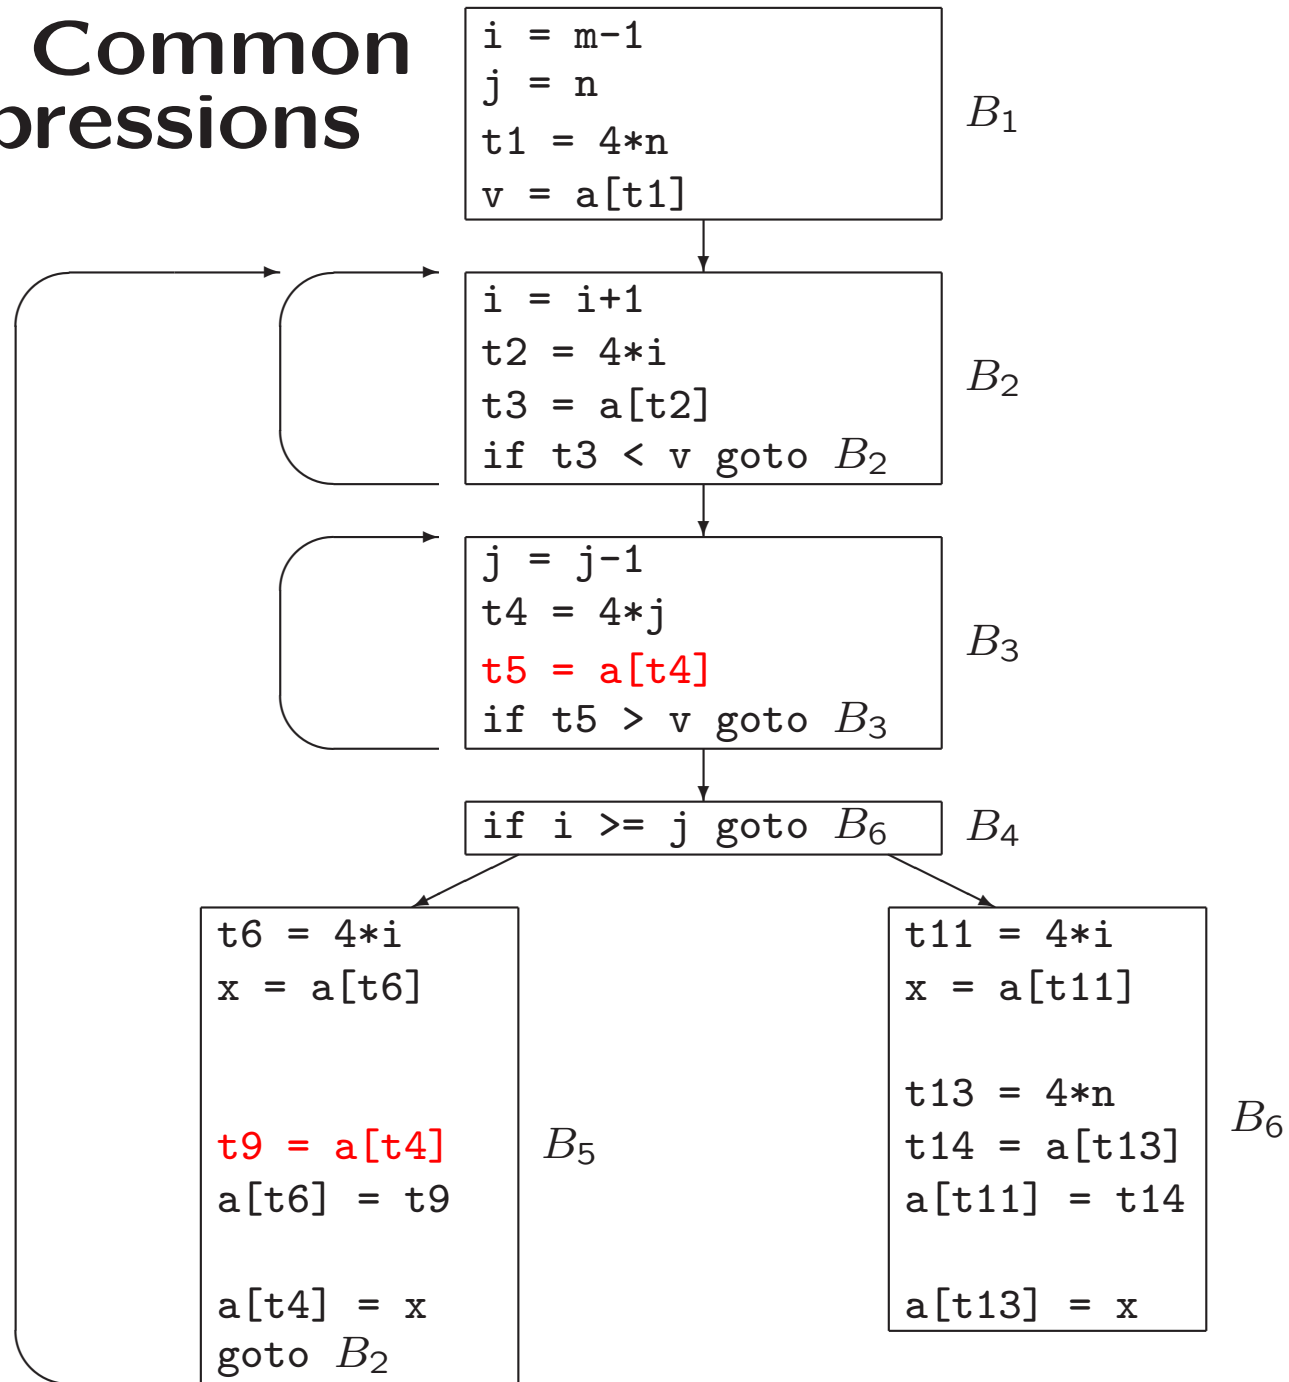 Common
pressions
i = m-1
j = n
t1 = 4*n
v = a[t1]
B1
i = i+1
t2 = 4*i
t3 = a[t2]
if t3 < v goto B2
B2
j = j-1
t4 = 4*j
t5 = a[t4]
if t5 > v goto B3
B3
if i >= j goto B6
B4
t6 = 4*i
x = a[t6]
t9 = a[t4]
a[t6] = t9
a[t4] = x
goto B2
B5
t11 = 4*i
x = a[t11]
t13 = 4*n
t14 = a[t13]
a[t11] = t14
a[t13] = x
B6